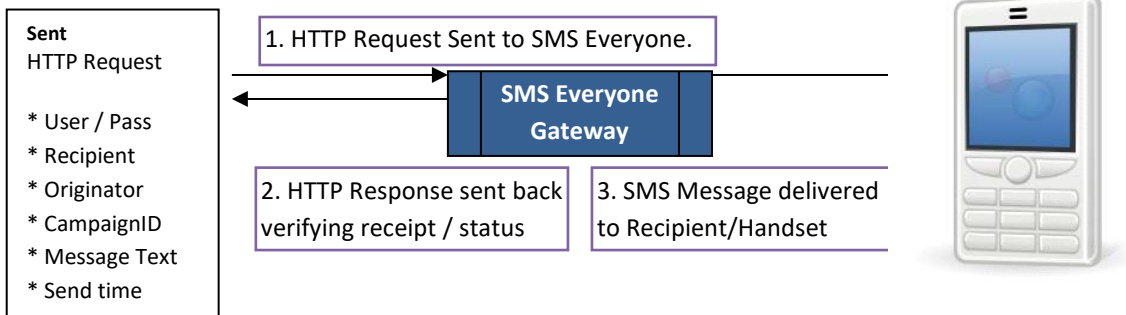 Sent
HTTP Request
* User / Pass
* Recipient
* Originator
* CampaignID
* Message Text
* Send time
1. HTTP Request Sent to SMS Everyone.
SMS Everyone
Gateway
2. HTTP Response sent back
verifying receipt / status
3. SMS Message delivered
to Recipient/Handset